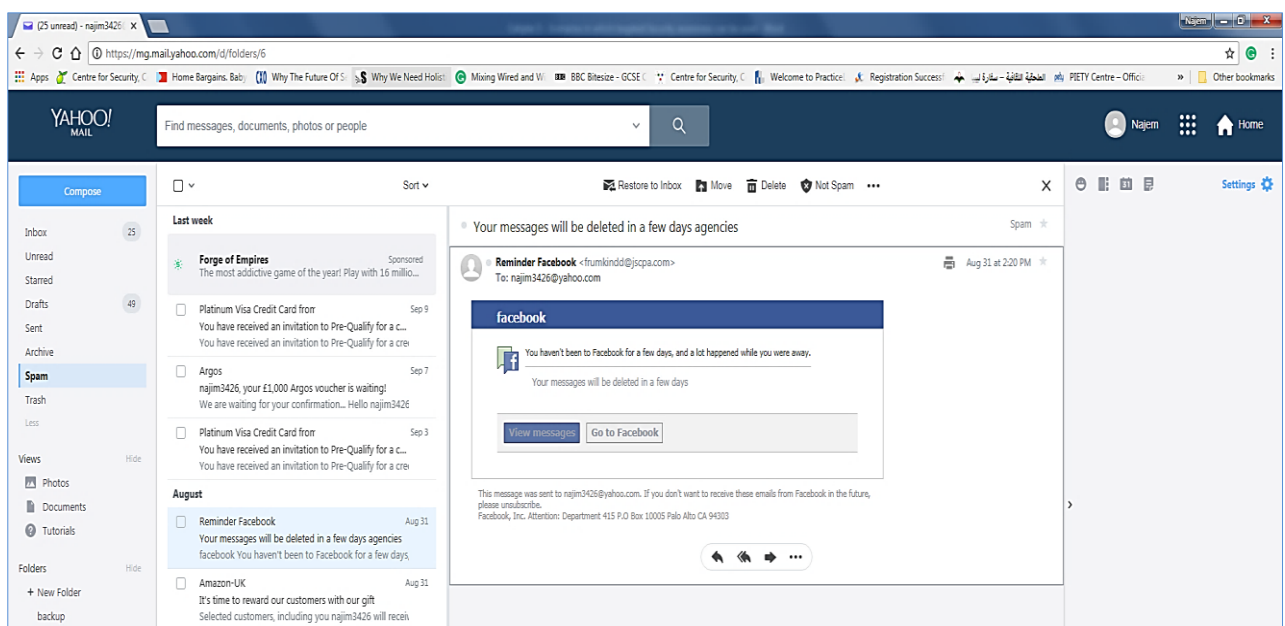 (25 unread) - najim3426
Najem
https://mg.mail.yahoo.com/d/folders/6
Apps Centre for Security, C Home Bargains. Bab Why The Future Of S Why We Need Holist Mixing Wired and Wi BBC Bitesize - GCSE C Centre for Security, C Welcome to Practice Registration Success! الملحقية الثقافية – سفارة ليبـ PIETY Centre – Officia » Other bookmarks
YAHOO!
MAIL
Find messages, documents, photos or people
Najem
Home
Compose
Sort
Restore to Inbox Move Delete Not Spam
X
31
Settings
Inbox 25
Unread
Starred
Drafts 49
Sent
Archive
Spam
Trash
Less
Views Hide
Photos
Documents
Tutorials
Folders Hide
+ New Folder
backup
Last week
Forge of Empires Sponsored
The most addictive game of the year! Play with 16 millio...
Platinum Visa Credit Card from Sep 9
You have received an invitation to Pre-Qualify for a c...
You have received an invitation to Pre-Qualify for a cre
Argos Sep 7
najim3426, your £1,000 Argos voucher is waiting!
We are waiting for your confirmation... Hello najim3426
Platinum Visa Credit Card from Sep 3
You have received an invitation to Pre-Qualify for a c...
You have received an invitation to Pre-Qualify for a cre
August
Reminder Facebook Aug 31
Your messages will be deleted in a few days agencies
facebook You haven't been to Facebook for a few days,
Amazon-UK Aug 31
It's time to reward our customers with our gift
Selected customers, including you najim3426 will receiv
Your messages will be deleted in a few days agencies
Spam
Reminder Facebook <frumkindd@jscpa.com>
Aug 31 at 2:20 PM
To: najim3426@yahoo.com
facebook
You haven't been to Facebook for a few days, and a lot happened while you were away.
Your messages will be deleted in a few days
View messages Go to Facebook
This message was sent to najim3426@yahoo.com. If you don't want to receive these emails from Facebook in the future,
please unsubscribe.
Facebook, Inc. Attention: Department 415 P.O Box 10005 Palo Alto CA 94303